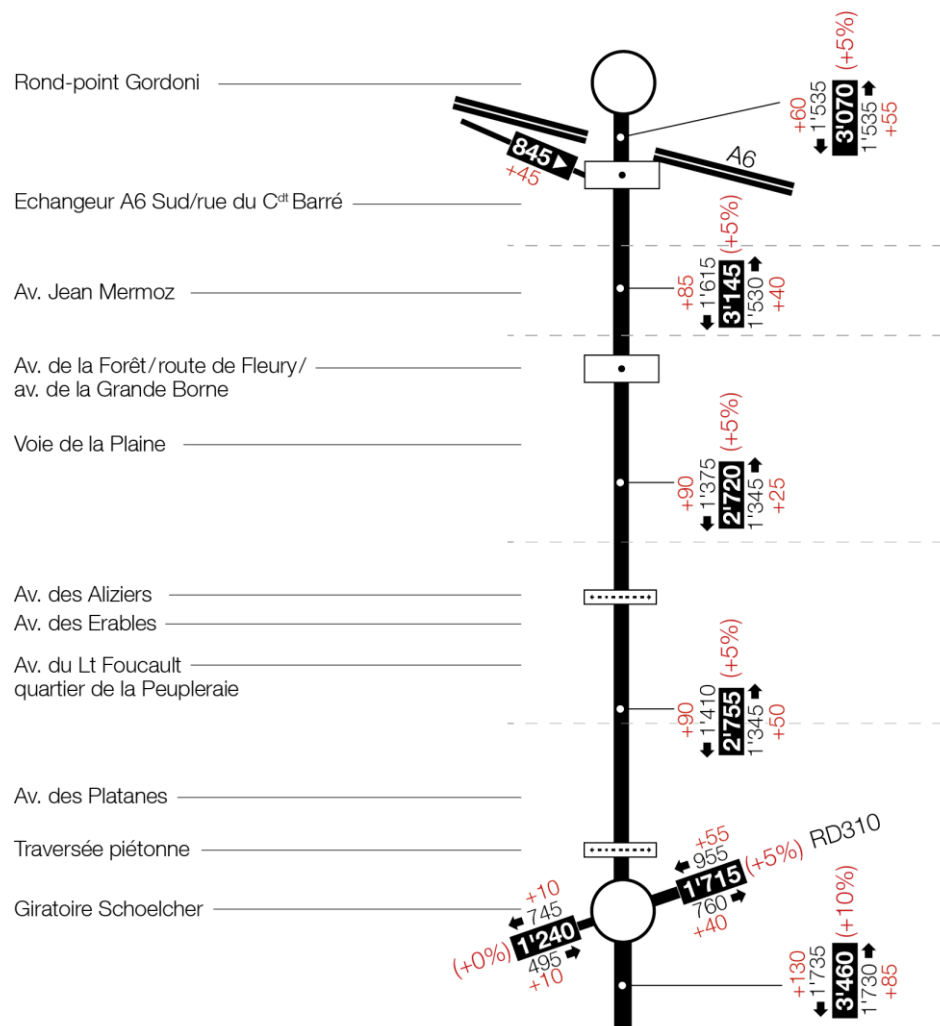 Rond-point Gordoni
+60
1'535
3'070 (+5%)
1'535
+55
845
+45
A6
Echangeur A6 Sud/rue du Cdt Barré
+85
1'615
3'145 (+5%)
1'530
+40
Av. Jean Mermoz
Av. de la Forêt/route de Fleury/
av. de la Grande Borne
Voie de la Plaine
+90
1'375
2'720 (+5%)
1'345
+25
Av. des Aliziers
Av. des Erables
Av. du Lt Foucault
quartier de la Peupleraie
+90
1'410
2'755 (+5%)
1'345
+50
Av. des Platanes
Traversée piétonne
+55
955
1'715 (+5%) RD310
760
+40
Giratoire Schoelcher
+10
745
(+0%) 1'240
495
+10
+130
1'735
3'460 (+10%)
1'730
+85